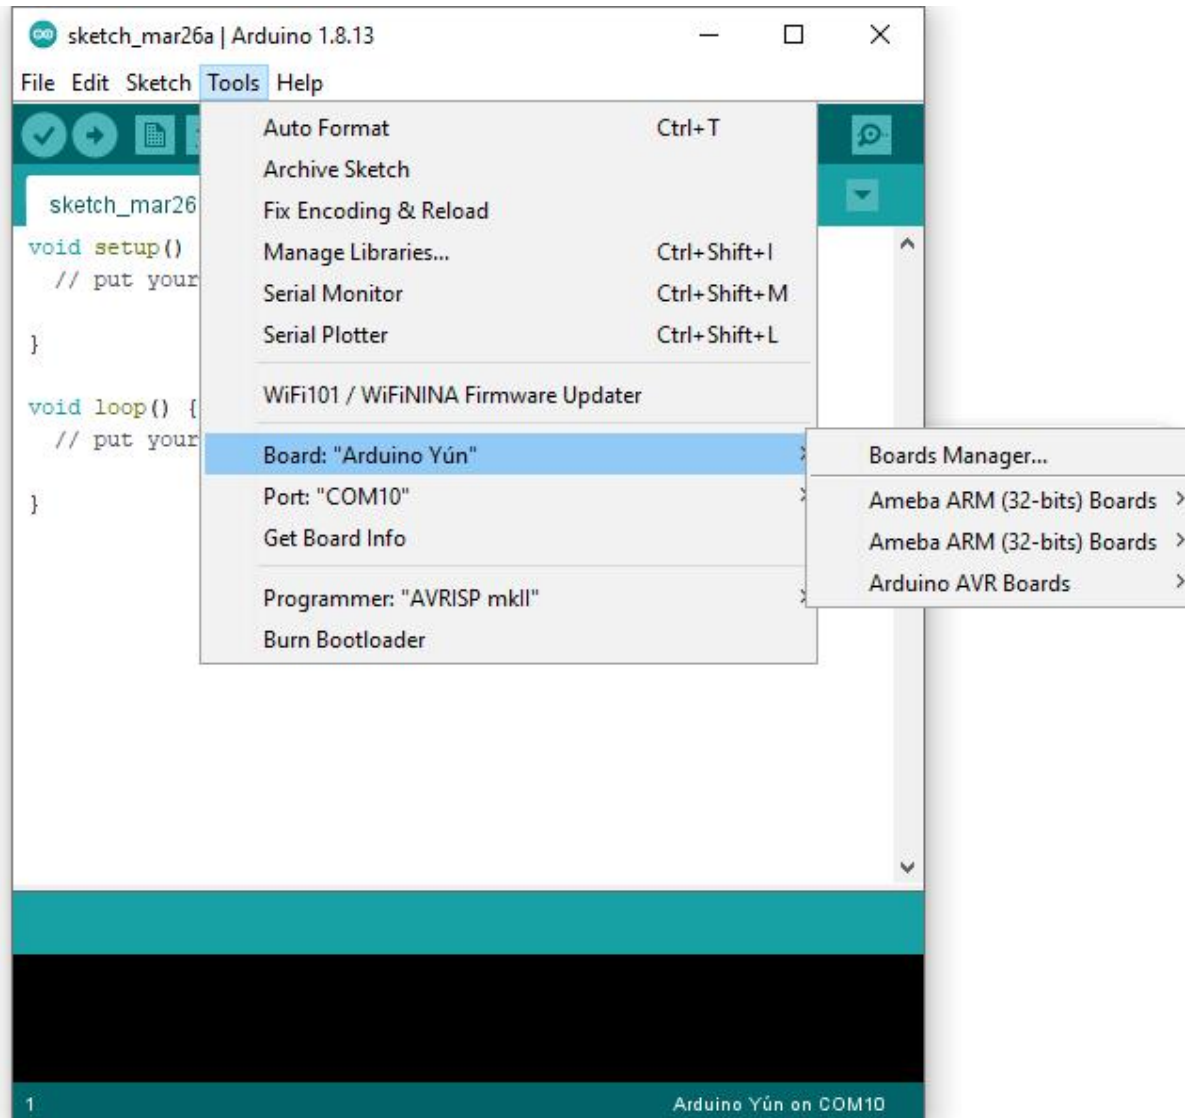 sketch_mar26a | Arduino 1.8.13
File Edit Sketch Tools Help
sketch_mar26
void setup()
// put your
}
void loop() {
// put your
}
Auto Format Ctrl+T
Archive Sketch
Fix Encoding & Reload
Manage Libraries... Ctrl+Shift+I
Serial Monitor Ctrl+Shift+M
Serial Plotter Ctrl+Shift+L
WiFi101 / WiFiNINA Firmware Updater
Board: "Arduino Yún"
Port: "COM10"
Get Board Info
Programmer: "AVRISP mkII"
Burn Bootloader
Boards Manager...
Ameba ARM (32-bits) Boards
Ameba ARM (32-bits) Boards
Arduino AVR Boards
1 Arduino Yún on COM10